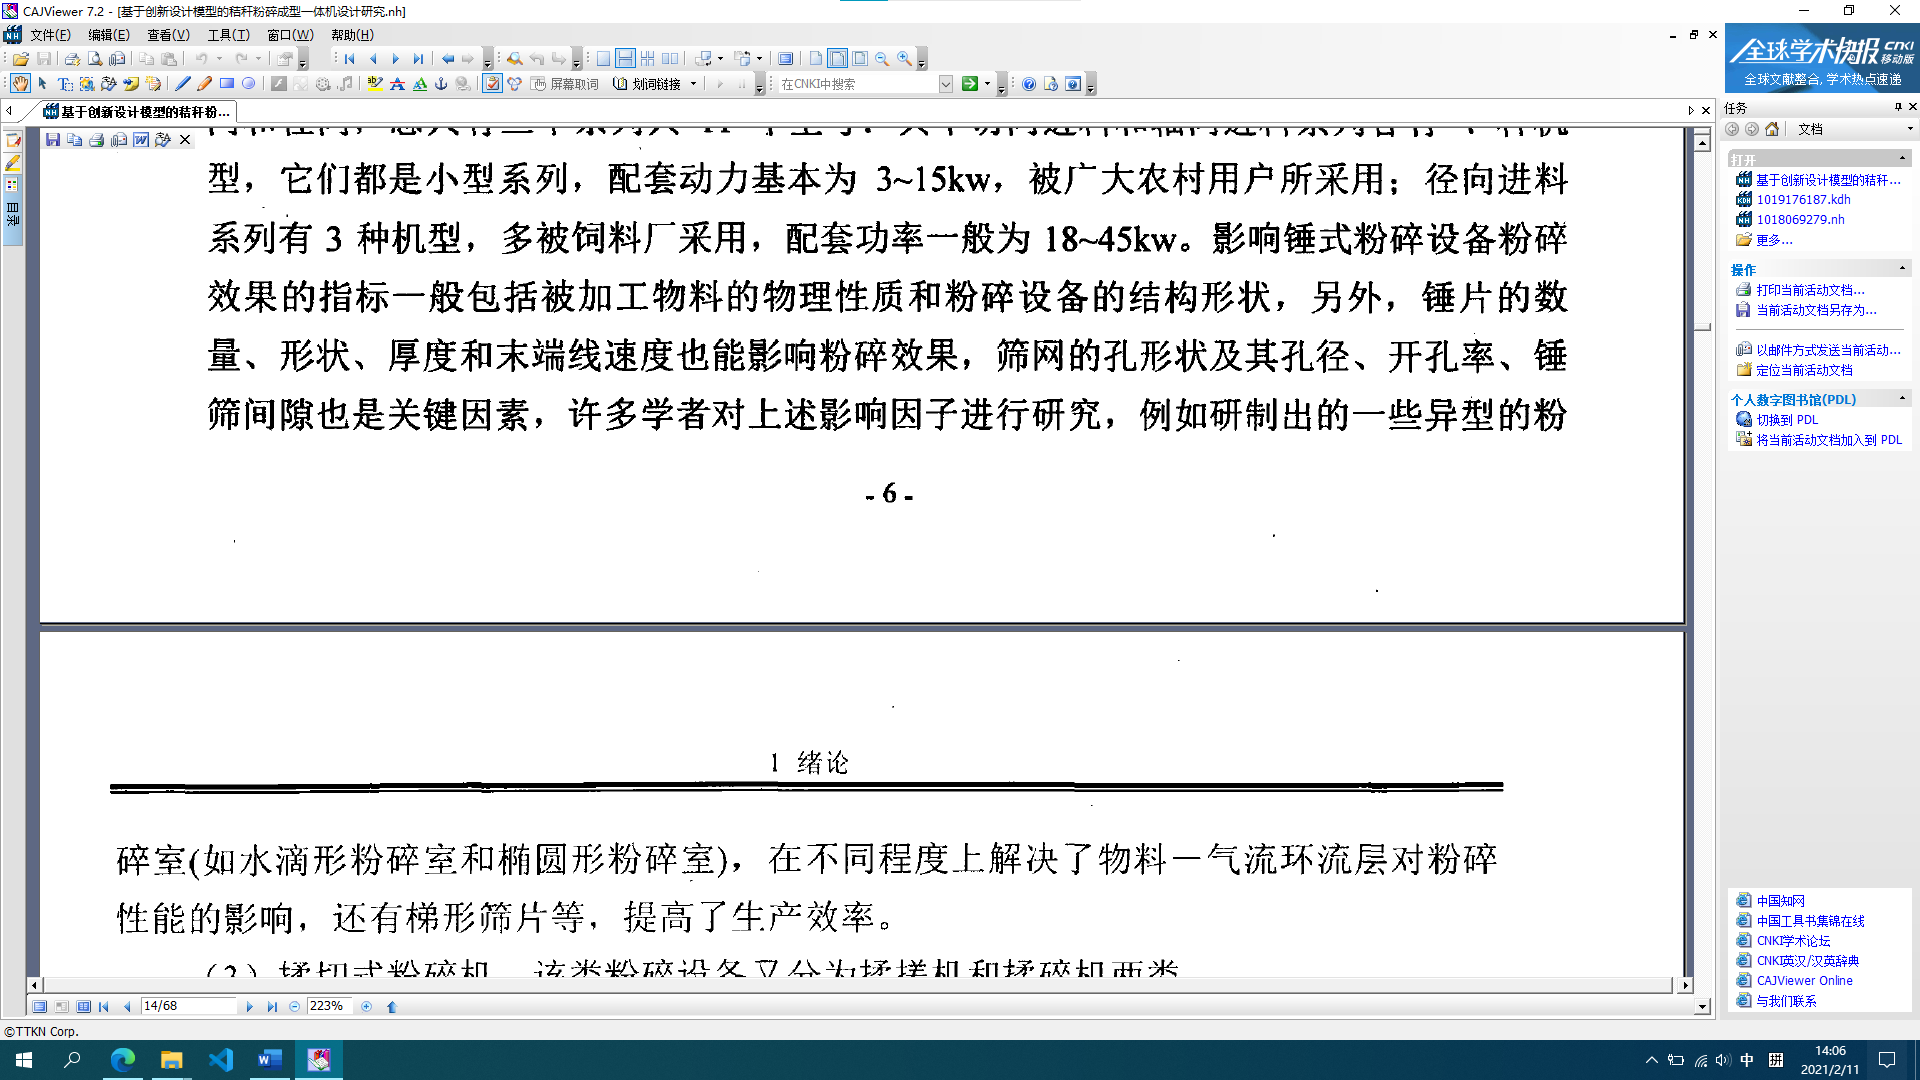 CAJViewer 7.2 - [基于创新设计模型的秸秆粉碎成型一体机设计研究.nh]
文件(F) 编辑(E) 查看(V) 工具(T) 窗口(W) 帮助(H)
屏幕取词 划词链接 在CNKI中搜索
全球学术快报 CNKI 移动版
全球文献整合, 学术热点速递
基于创新设计模型的秸秆粉...
目录
型，它们都是小型系列，配套动力基本为 3~15kw，被广大农村用户所采用；径向进料
系列有 3 种机型，多被饲料厂采用，配套功率一般为 18~45kw。影响锤式粉碎设备粉碎
效果的指标一般包括被加工物料的物理性质和粉碎设备的结构形状，另外，锤片的数
量、形状、厚度和末端线速度也能影响粉碎效果，筛网的孔形状及其孔径、开孔率、锤
筛间隙也是关键因素，许多学者对上述影响因子进行研究，例如研制出的一些异型的粉
- 6 -
1 绪论
碎室(如水滴形粉碎室和椭圆形粉碎室)，在不同程度上解决了物料－气流环流层对粉碎
性能的影响，还有梯形筛片等，提高了生产效率。
任务
文档
打开
基于创新设计模型的秸秆...
1019176187.kdh
1018069279.nh
更多...
操作
打印当前活动文档...
当前活动文档另存为...
以邮件方式发送当前活动...
定位当前活动文档
个人数字图书馆(PDL)
切换到 PDL
将当前活动文档加入到 PDL
中国知网
中国工具书集锦在线
CNKI学术论坛
CNKI英汉/汉英辞典
CAJViewer Online
与我们联系
14/68 223%
©TTKN Corp.
中 拼 14:06
2021/2/11